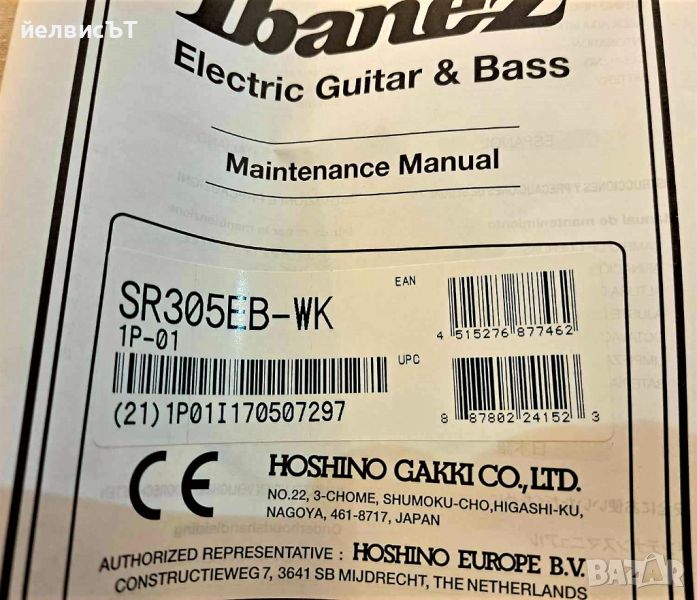 йелвисЪт
Ibanez
Electric Guitar & Bass
Maintenance Manual
SR305EB-WK
1P-01
(21)1P01I170507297
EAN
4 515276 877462
UPC
8 87802 24152 3
CE
HOSHINO GAKKI CO.,LTD.
NO.22, 3-CHOME, SHUMOKU-CHO,HIGASHI-KU,
NAGOYA, 461-8717, JAPAN
AUTHORIZED REPRESENTATIVE : HOSHINO EUROPE B.V.
CONSTRUCTIEWEG 7, 3641 SB MIJDRECHT, THE NETHERLANDS
BAZAR